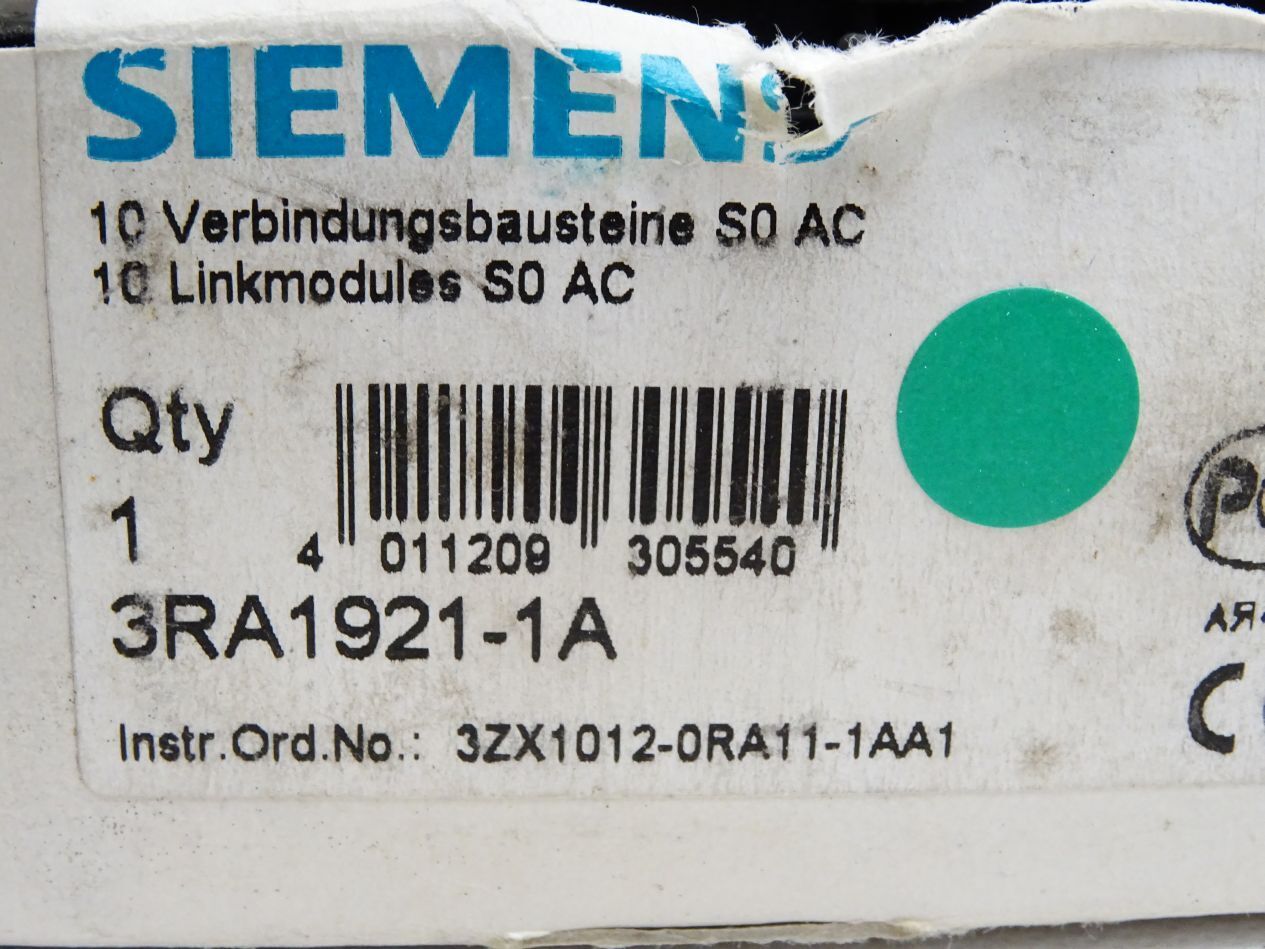 SIEMENS
10 Verbindungsbausteine S0 AC
10 Linkmodules S0 AC
Qty
1
4 011209 305540
3RA1921-1A
Instr.Ord.No.: 3ZX1012-0RA11-1AA1